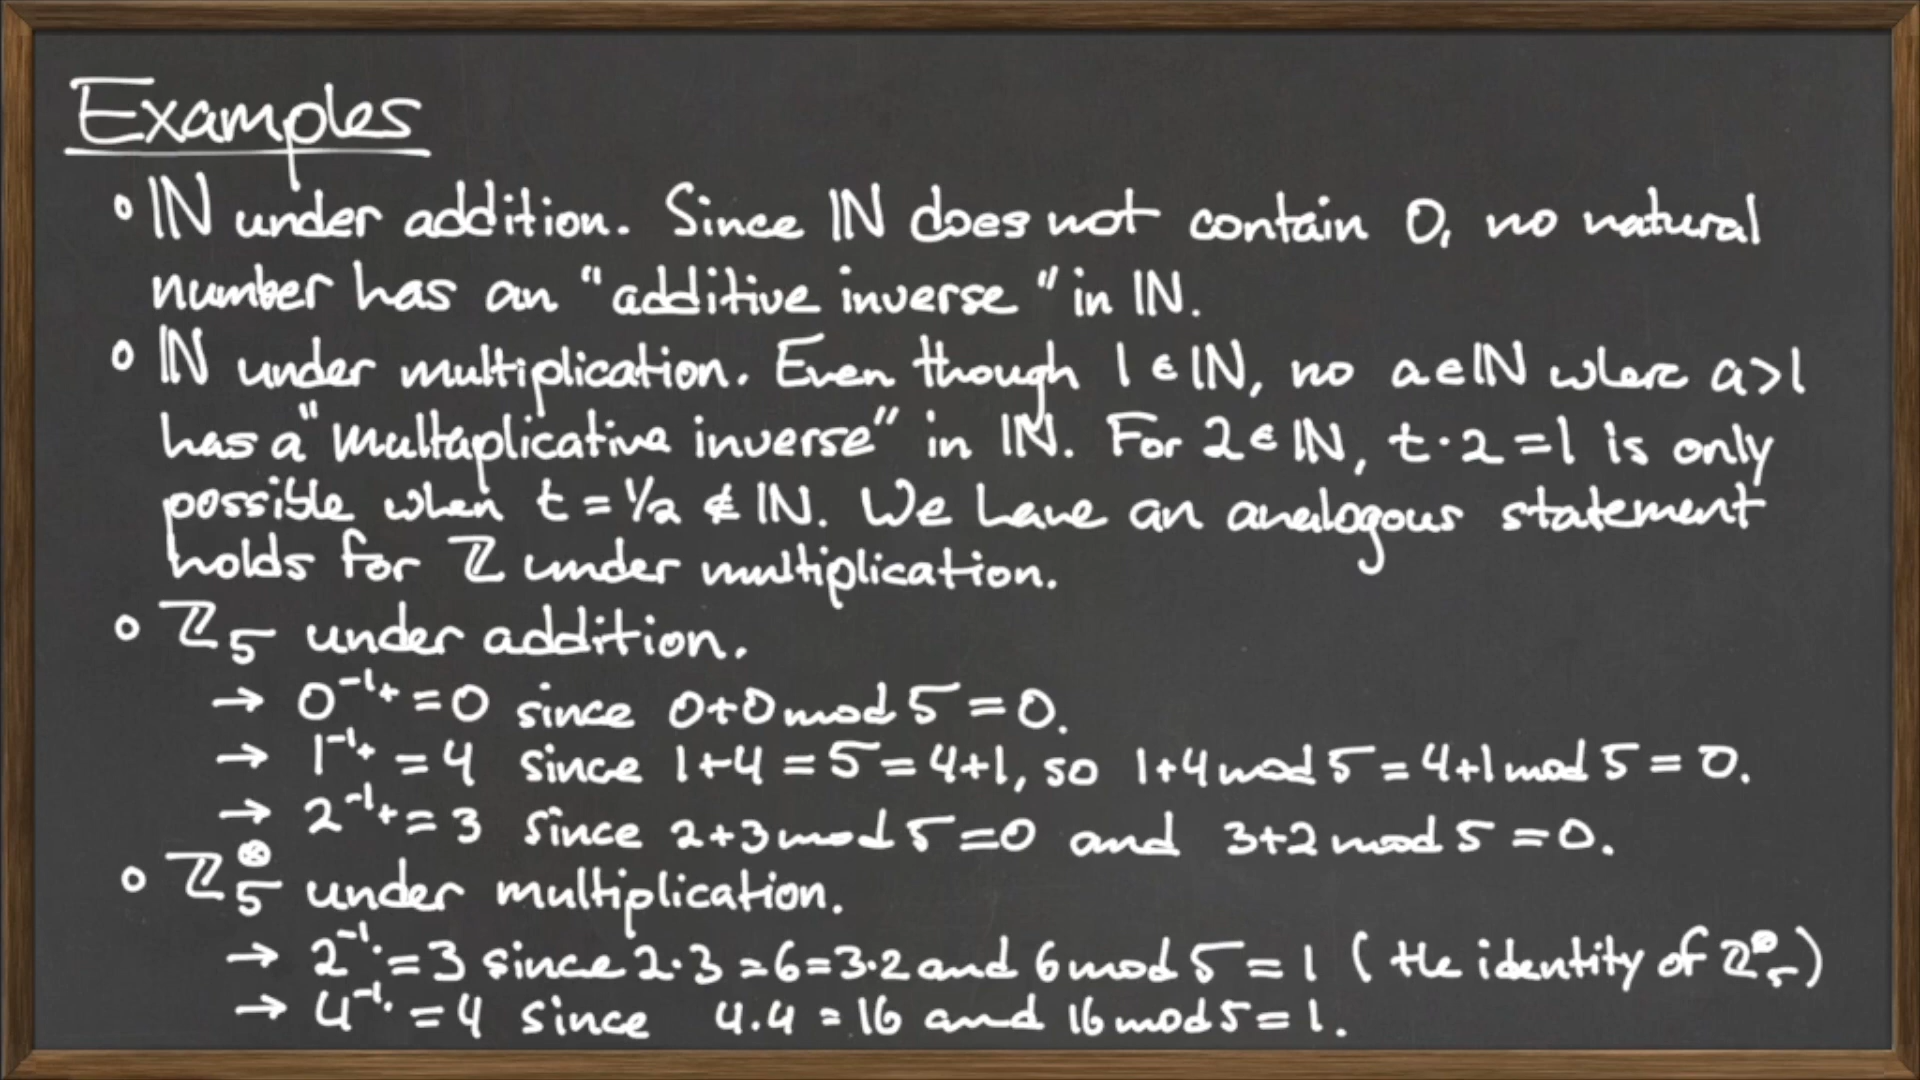 Examples
◦ ℕ under addition. Since ℕ does not contain 0, no natural
number has an "additive inverse" in ℕ.
◦ ℕ under multiplication. Even though 1 ∈ ℕ, no a ∈ ℕ where a>1
has a "multaplicative inverse" in ℕ. For 2 ∈ ℕ, t·2 = 1 is only
possible when t = 1/2 ∉ ℕ. We have an analogous statement
holds for ℤ under multiplication.
◦ ℤ₅ under addition.
→ 0⁻¹⁺ = 0 since 0+0 mod 5 = 0.
→ 1⁻¹⁺ = 4 since 1+4 = 5 = 4+1, so 1+4 mod 5 = 4+1 mod 5 = 0.
→ 2⁻¹⁺ = 3 since 2+3 mod 5 = 0 and 3+2 mod 5 = 0.
◦ ℤ₅^⊗ under multiplication.
→ 2⁻¹· = 3 since 2·3 = 6 = 3·2 and 6 mod 5 = 1 (the identity of ℤ₅^⊗)
→ 4⁻¹· = 4 since 4.4 = 16 and 16 mod 5 = 1.